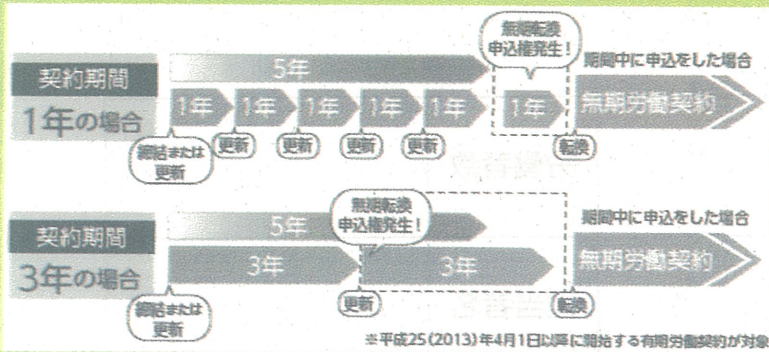 無期転換
申込権発生！
期間中に申込をした場合
契約期間
1年の場合
5年
1年 1年 1年 1年 1年 1年
無期労働契約
締結または
更新
更新 更新 更新 更新 転換
無期転換
申込権発生！
期間中に申込をした場合
契約期間
3年の場合
5年
3年 3年
無期労働契約
締結または
更新
更新 転換
※平成25(2013)年4月1日以降に開始する有期労働契約が対象